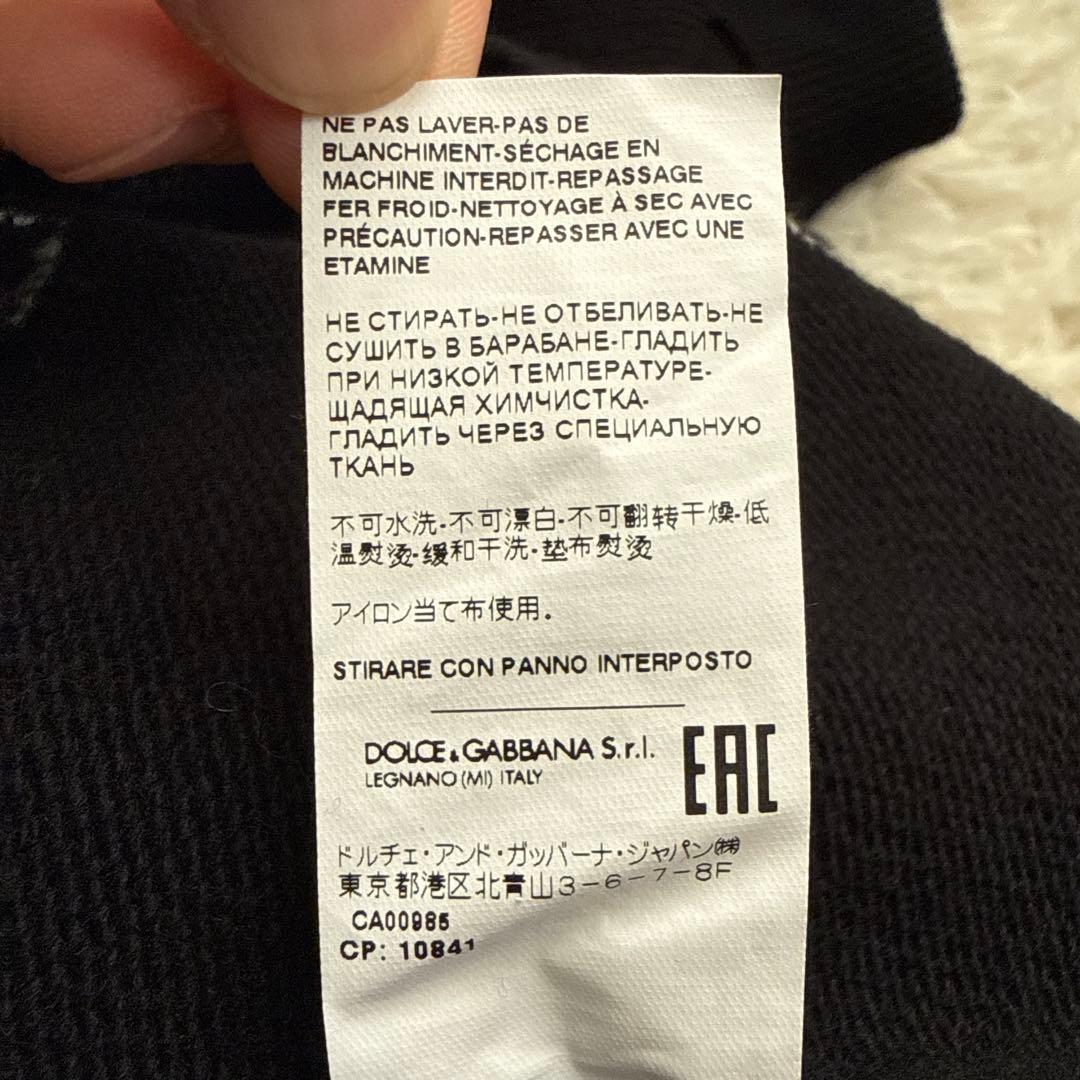 NE PAS LAVER-PAS DE
BLANCHIMENT-SÉCHAGE EN
MACHINE INTERDIT-REPASSAGE
FER FROID-NETTOYAGE À SEC AVEC
PRÉCAUTION-REPASSER AVEC UNE
ETAMINE
НЕ СТИРАТЬ-НЕ ОТБЕЛИВАТЬ-НЕ
СУШИТЬ В БАРАБАНЕ-ГЛАДИТЬ
ПРИ НИЗКОЙ ТЕМПЕРАТУРЕ-
ЩАДЯЩАЯ ХИМЧИСТКА-
ГЛАДИТЬ ЧЕРЕЗ СПЕЦИАЛЬНУЮ
ТКАНЬ
不可水洗-不可漂白-不可翻转干燥-低
温熨烫-缓和干洗-垫布熨烫
アイロン当て布使用。
STIRARE CON PANNO INTERPOSTO
DOLCE & GABBANA S.r.l.
LEGNANO (MI) ITALY
EAC
ドルチェ・アンド・ガッバーナ・ジャパン㈱
東京都港区北青山3-6-7-8F
CA00985
CP: 10841